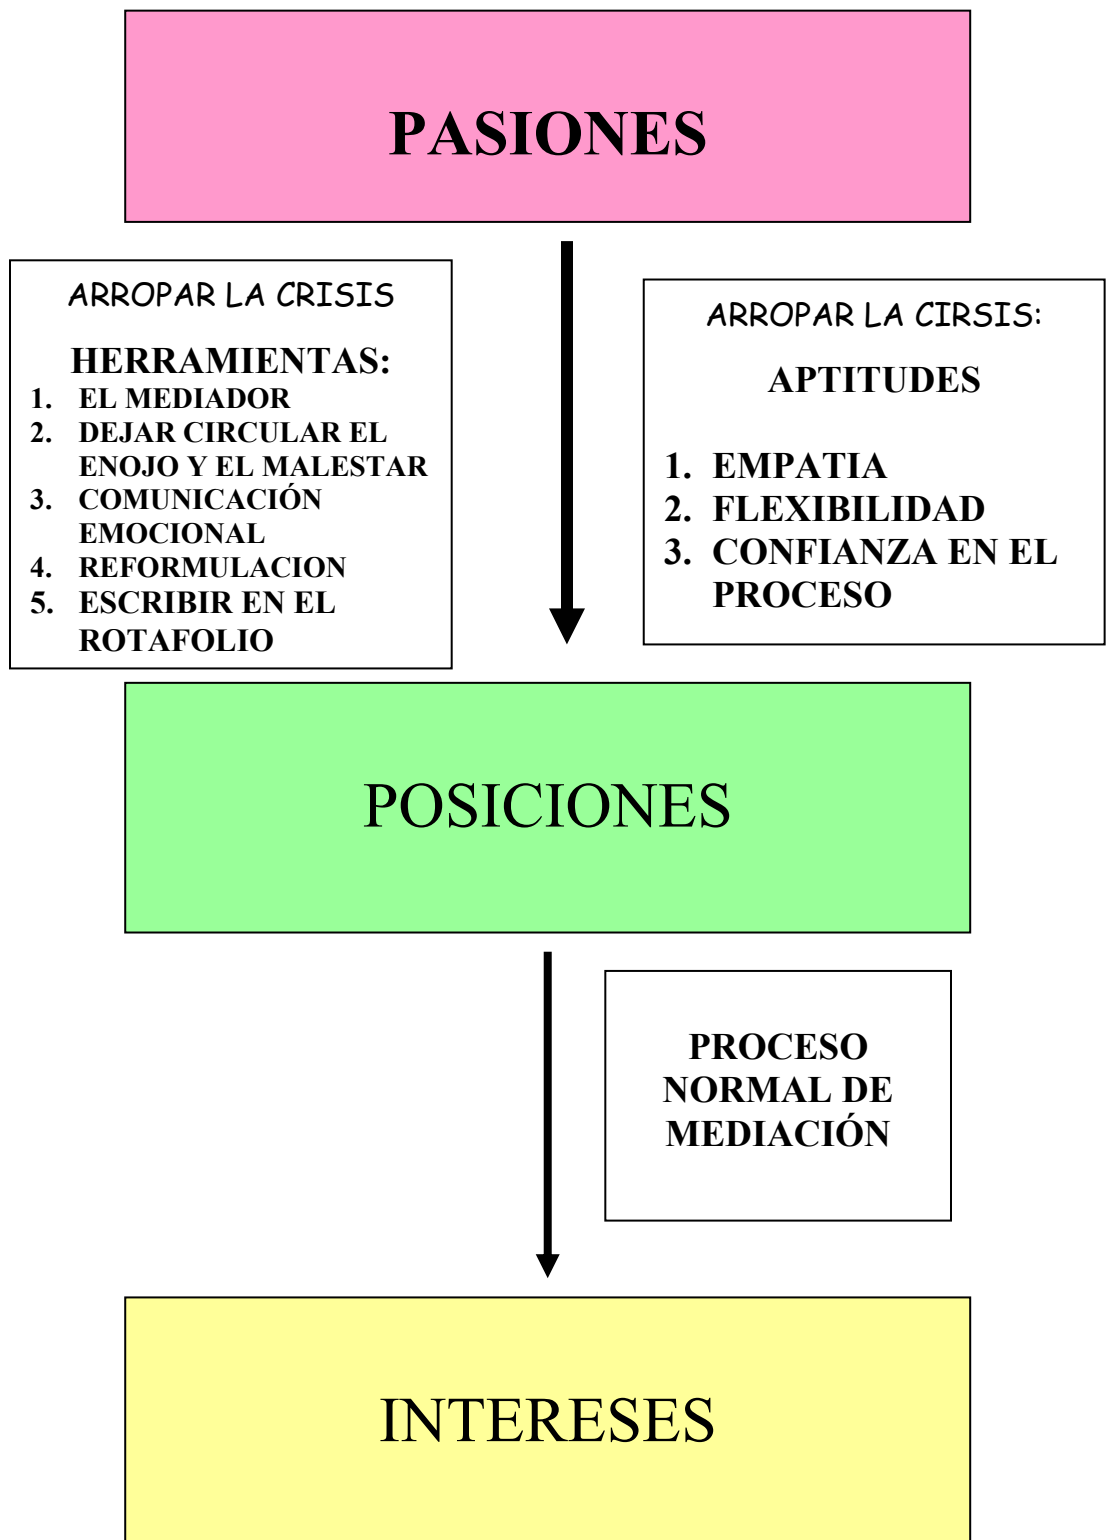 PASIONES
ARROPAR LA CRISIS
HERRAMIENTAS:
1. EL MEDIADOR
2. DEJAR CIRCULAR EL
ENOJO Y EL MALESTAR
3. COMUNICACIÓN
EMOCIONAL
4. REFORMULACION
5. ESCRIBIR EN EL
ROTAFOLIO
ARROPAR LA CIRSIS:
APTITUDES
1. EMPATIA
2. FLEXIBILIDAD
3. CONFIANZA EN EL
PROCESO
POSICIONES
PROCESO
NORMAL DE
MEDIACIÓN
INTERESES